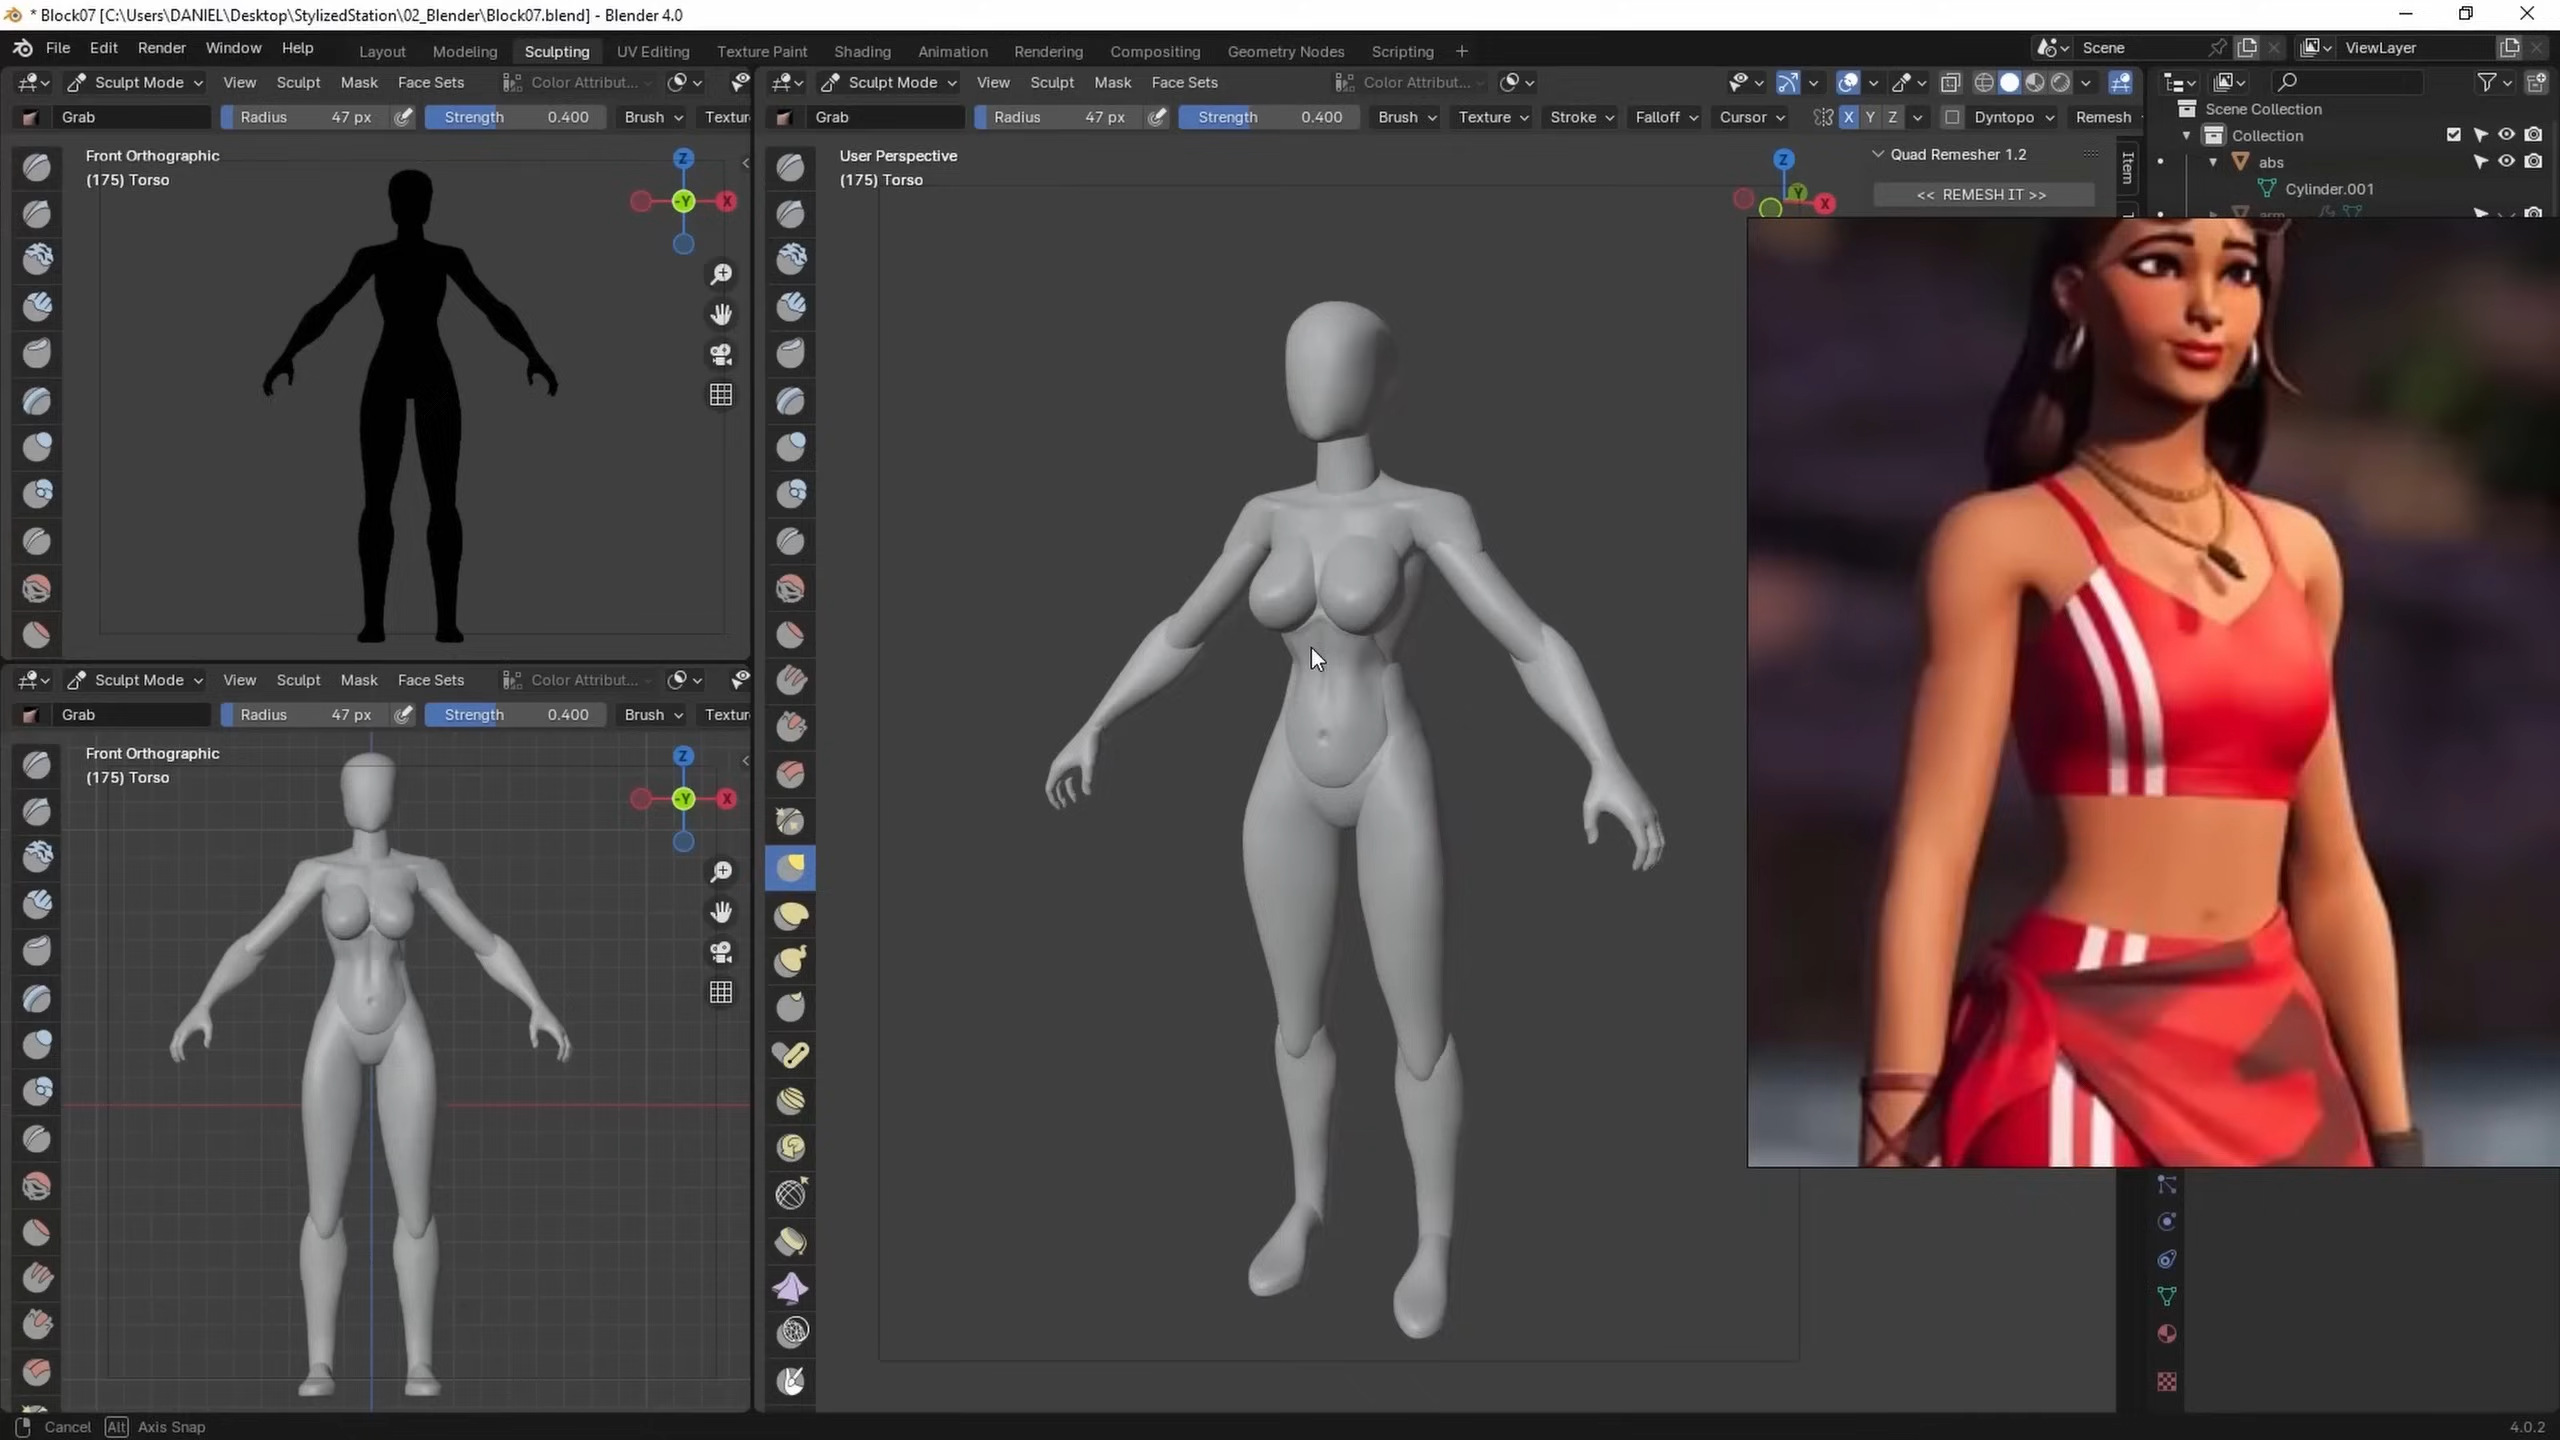 * Block07 [C:\Users\DANIEL\Desktop\StylizedStation\02_Blender\Block07.blend] - Blender 4.0
File Edit Render Window Help Layout Modeling Sculpting UV Editing Texture Paint Shading Animation Rendering Compositing Geometry Nodes Scripting + Scene ViewLayer
Sculpt Mode View Sculpt Mask Face Sets Color Attribut...
Grab Radius 47 px Strength 0.400 Brush Textur
Front Orthographic
(175) Torso
Z
-Y X
Sculpt Mode View Sculpt Mask Face Sets Color Attribut...
Grab Radius 47 px Strength 0.400 Brush Texture Stroke Falloff Cursor X Y Z Dyntopo Remesh
User Perspective
(175) Torso
Z
Y
X
Quad Remesher 1.2
<< REMESH IT >>
Item
Scene Collection
Collection
abs
Cylinder.001
Sculpt Mode View Sculpt Mask Face Sets Color Attribut...
Grab Radius 47 px Strength 0.400 Brush Textur
Front Orthographic
(175) Torso
Z
-Y X
Cancel Alt Axis Snap
4.0.2